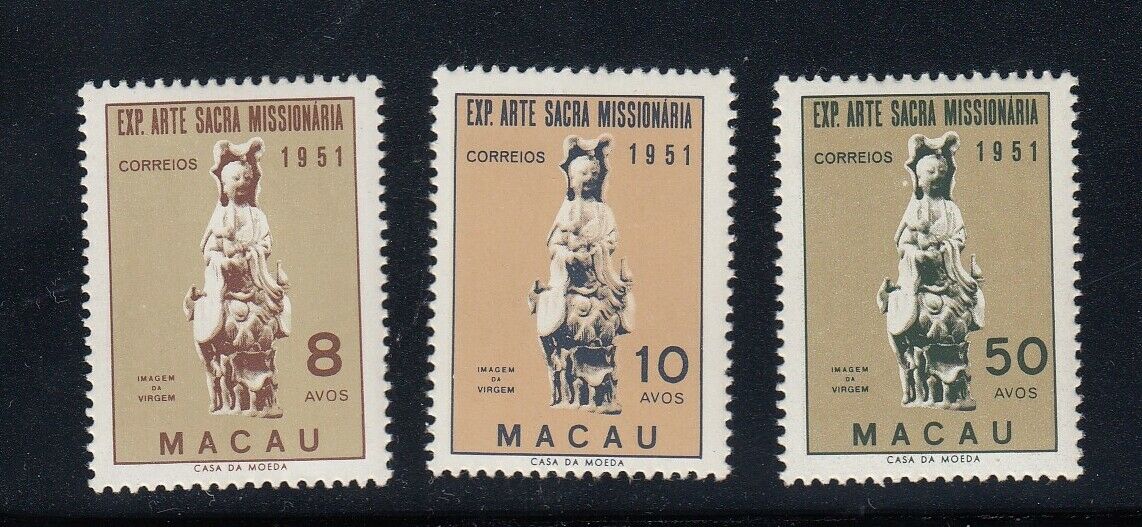 EXP. ARTE SACRA MISSIONÁRIA
CORREIOS 1951
8
IMAGEM
DA
VIRGEM
AVOS
MACAU
CASA DA MOEDA
EXP. ARTE SACRA MISSIONÁRIA
CORREIOS 1951
10
IMAGEM
DA
VIRGEM
AVOS
MACAU
CASA DA MOEDA
EXP. ARTE SACRA MISSIONÁRIA
CORREIOS 1951
50
IMAGEM
DA
VIRGEM
AVOS
MACAU
CASA DA MOEDA